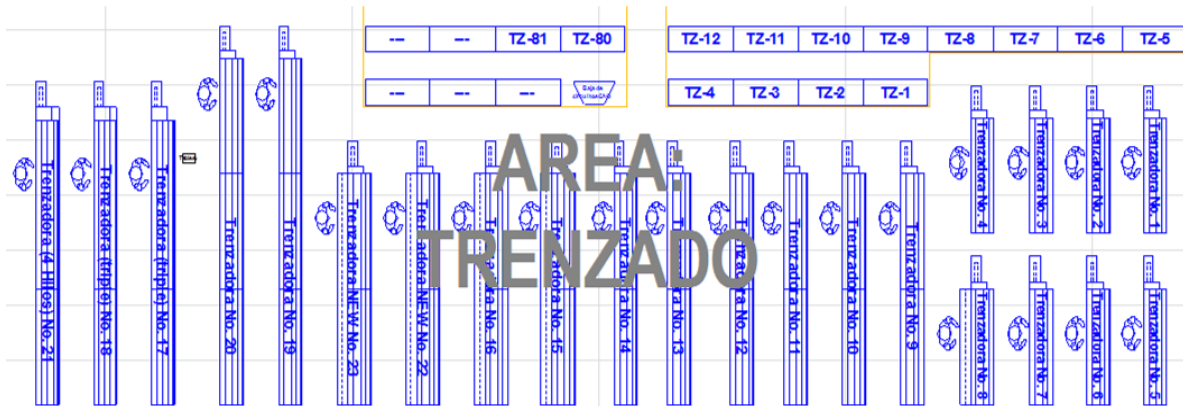 --- --- TZ-81 TZ-80
TZ-12 TZ-11 TZ-10 TZ-9 TZ-8 TZ-7 TZ-6 TZ-5
--- --- ---
TZ-4 TZ-3 TZ-2 TZ-1
AREA:
TRENZADO
Trenzadora (4 Hilos) No. 21
Trenzadora (triple) No. 18
Trenzadora (triple) No. 17
Trenzadora No. 20
Trenzadora No. 19
Trenzadora NEW No. 23
Trenzadora NEW No. 22
Trenzadora No. 16
Trenzadora No. 15
Trenzadora No. 14
Trenzadora No. 13
Trenzadora No. 12
Trenzadora No. 11
Trenzadora No. 10
Trenzadora No. 9
Trenzadora No. 4
Trenzadora No. 3
Trenzadora No. 2
Trenzadora No. 1
Trenzadora No. 8
Trenzadora No. 7
Trenzadora No. 6
Trenzadora No. 5